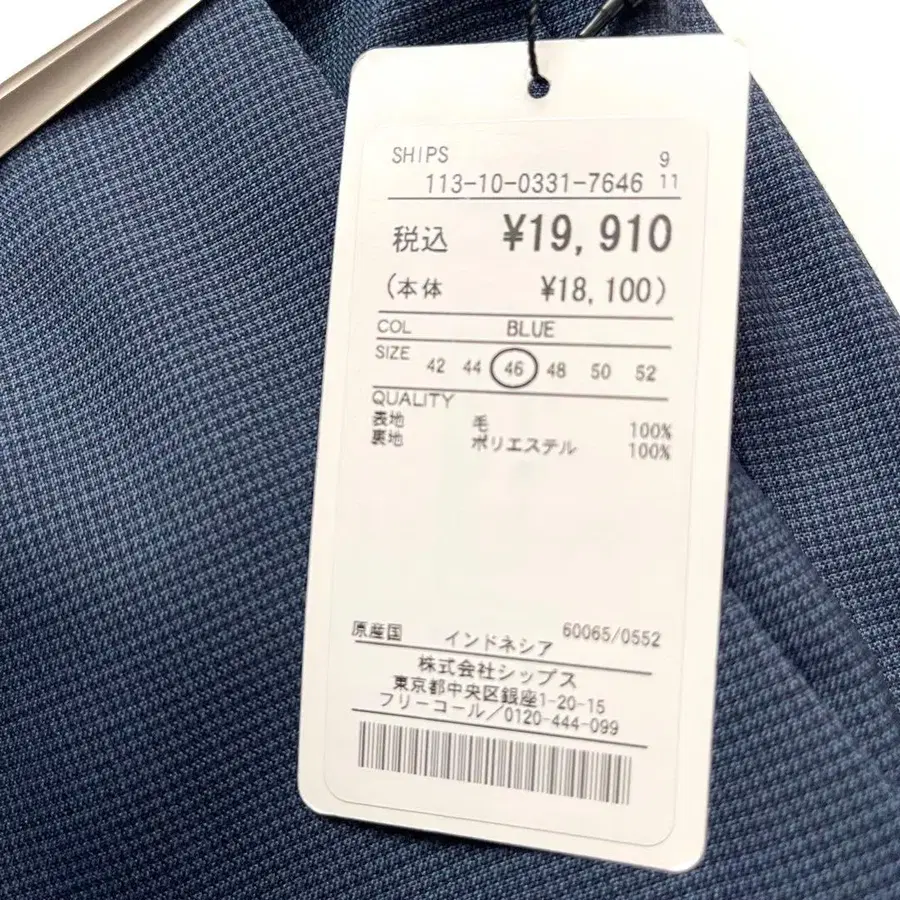 SHIPS
113-10-0331-7646 9 11
税込 ¥19,910
(本体 ¥18,100)
COL BLUE
SIZE 42 44 46 48 50 52
QUALITY
表地 毛 100%
裏地 ポリエステル 100%
原産国 インドネシア 60065/0552
株式会社シップス
東京都中央区銀座1-20-15
フリーコール/0120-444-099